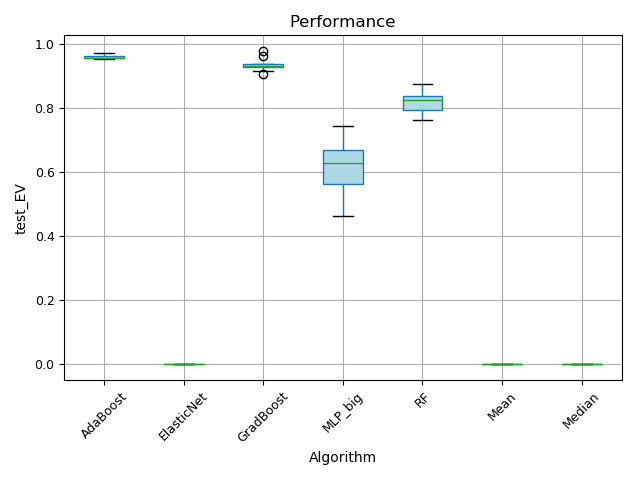 Performance
1.0
0.8
0.6
0.4
0.2
0.0
test_EV
AdaBoost
ElasticNet
GradBoost
MLP_big
RF
Mean
Median
Algorithm